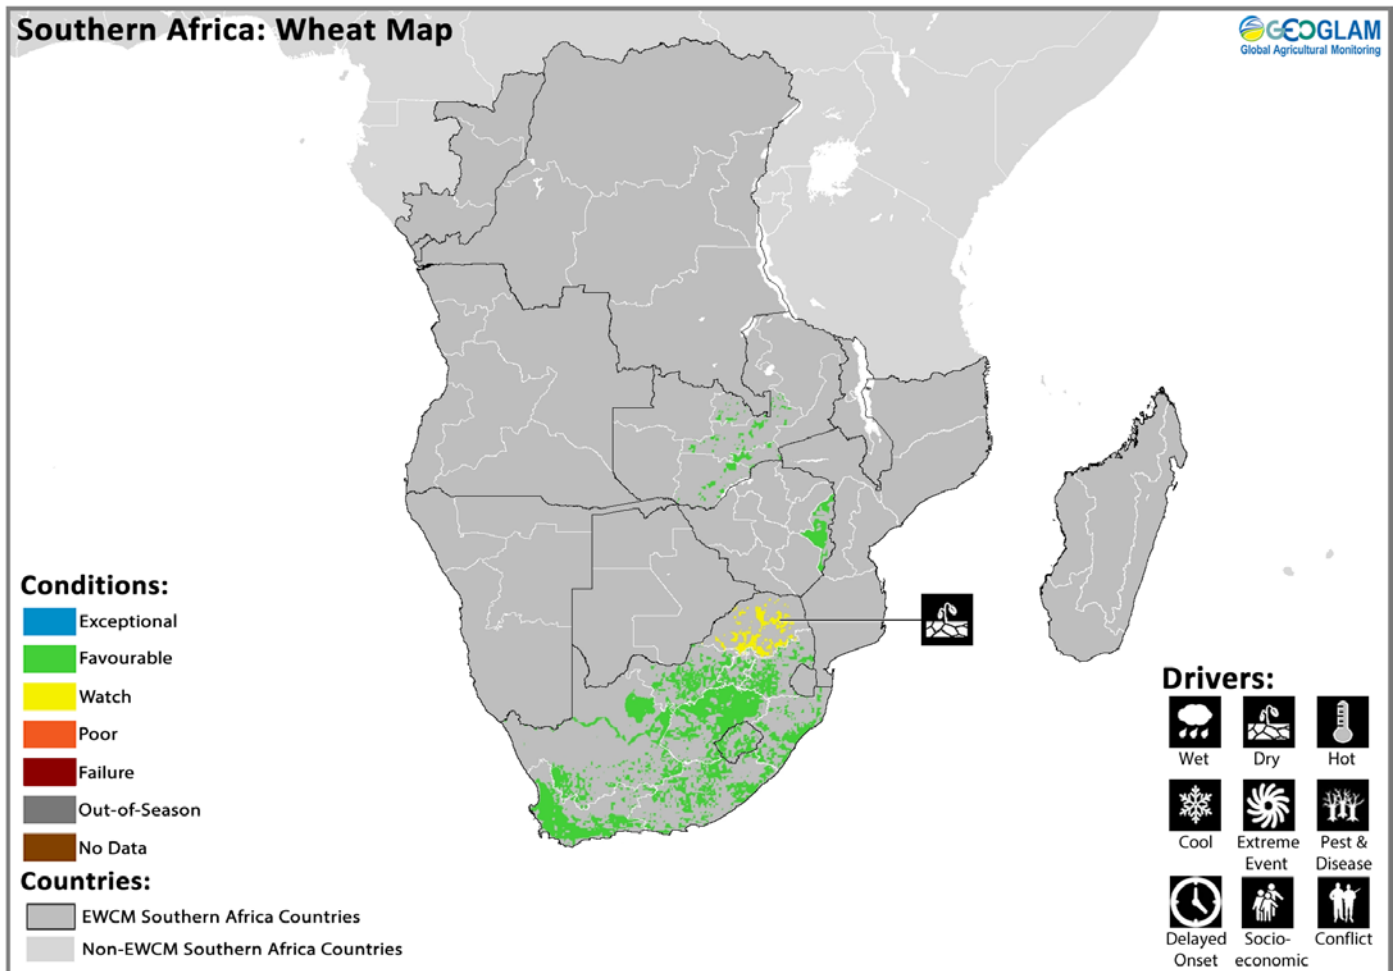 Southern Africa: Wheat Map
GEOGLAM
Global Agricultural Monitoring
Conditions:
Exceptional
Favourable
Watch
Poor
Failure
Out-of-Season
No Data
Countries:
EWCM Southern Africa Countries
Non-EWCM Southern Africa Countries
Drivers:
Wet
Dry
Hot
Cool
Extreme
Event
Pest &
Disease
Delayed
Onset
Socio-
economic
Conflict